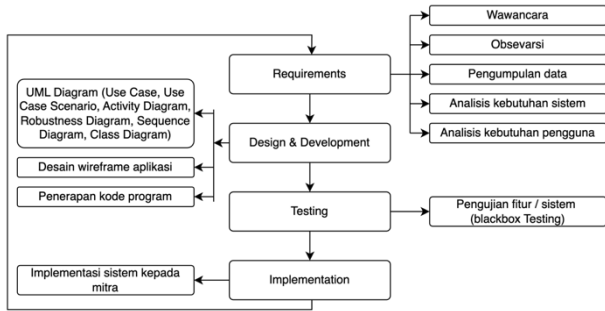 Wawancara
Obsevarsi
Requirements
Pengumpulan data
UML Diagram (Use Case, Use
Case Scenario, Activity Diagram,
Robustness Diagram, Sequence
Diagram, Class Diagram)
Analisis kebutuhan sistem
Analisis kebutuhan pengguna
Design & Development
Desain wireframe aplikasi
Penerapan kode program
Testing
Pengujian fitur / sistem
(blackbox Testing)
Implementasi sistem kepada
mitra
Implementation